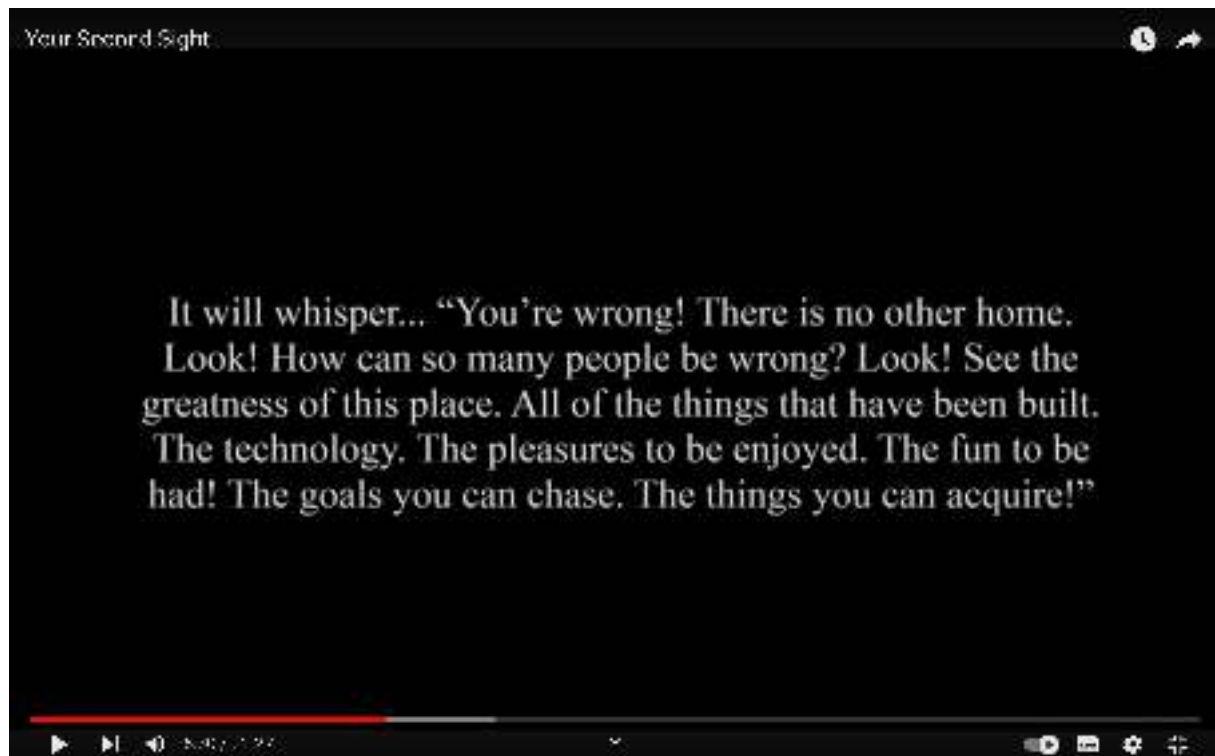 Your Second Sight
It will whisper... “You’re wrong! There is no other home.
Look! How can so many people be wrong? Look! See the
greatness of this place. All of the things that have been built.
The technology. The pleasures to be enjoyed. The fun to be
had! The goals you can chase. The things you can acquire!”